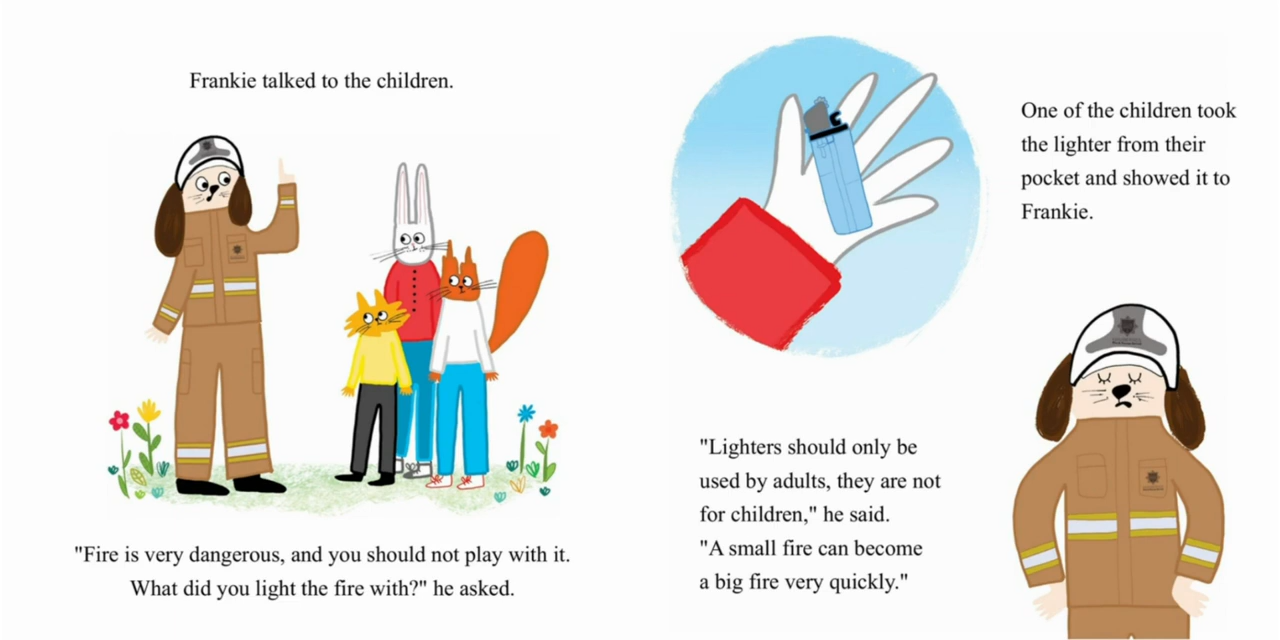 Frankie talked to the children.
"Fire is very dangerous, and you should not play with it.
What did you light the fire with?" he asked.
One of the children took
the lighter from their
pocket and showed it to
Frankie.
"Lighters should only be
used by adults, they are not
for children," he said.
"A small fire can become
a big fire very quickly."